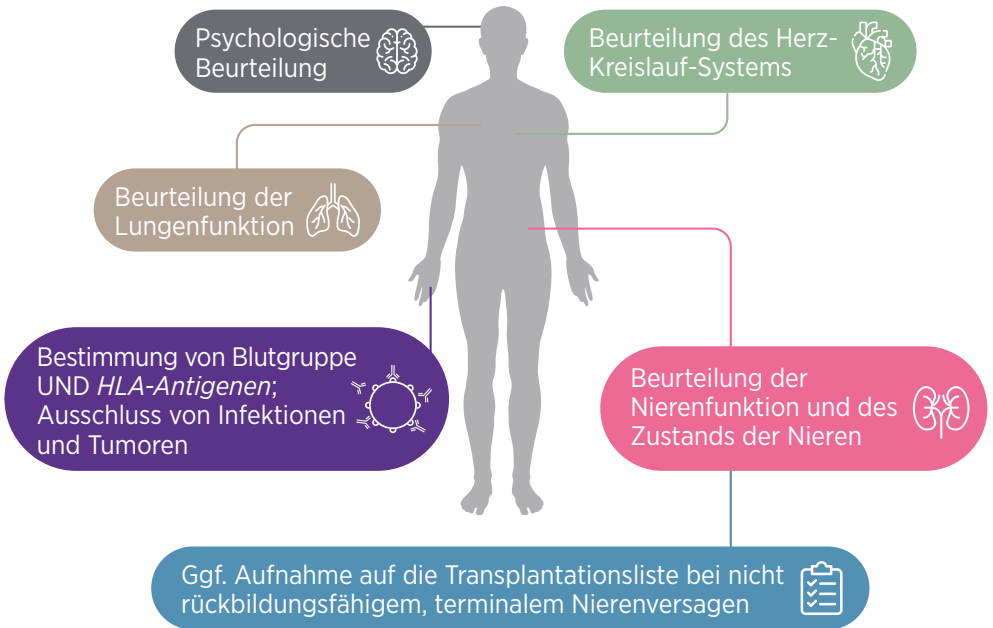 Psychologische
Beurteilung
Beurteilung des Herz-
Kreislauf-Systems
Beurteilung der
Lungenfunktion
Bestimmung von Blutgruppe
UND HLA-Antigenen;
Ausschluss von Infektionen
und Tumoren
Beurteilung der
Nierenfunktion und des
Zustands der Nieren
Ggf. Aufnahme auf die Transplantationsliste bei nicht
rückbildungsfähigem, terminalem Nierenversagen